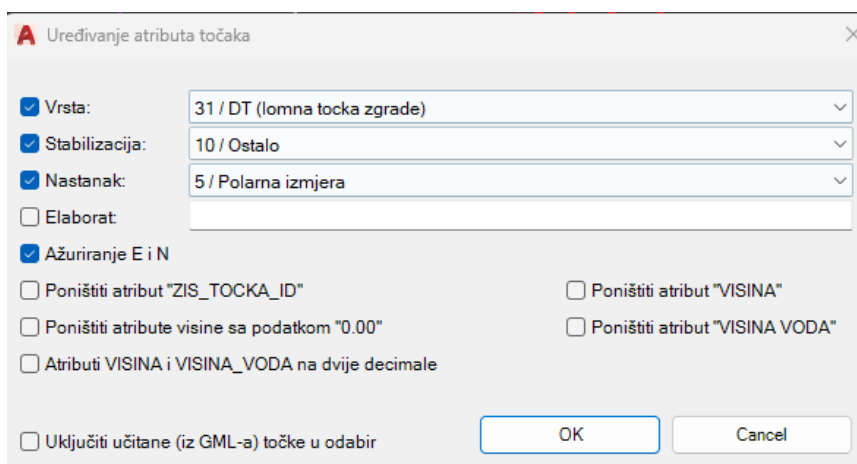 Uređivanje atributa točaka
Vrsta: 31 / DT (lomna tocka zgrade)
Stabilizacija: 10 / Ostalo
Nastanak: 5 / Polarna izmjera
Elaborat:
Ažuriranje E i N
Poništiti atribut "ZIS_TOCKA_ID" Poništiti atribut "VISINA"
Poništiti atribute visine sa podatkom "0.00" Poništiti atribut "VISINA VODA"
Atributi VISINA i VISINA_VODA na dvije decimale
Uključiti učitane (iz GML-a) točke u odabir OK Cancel